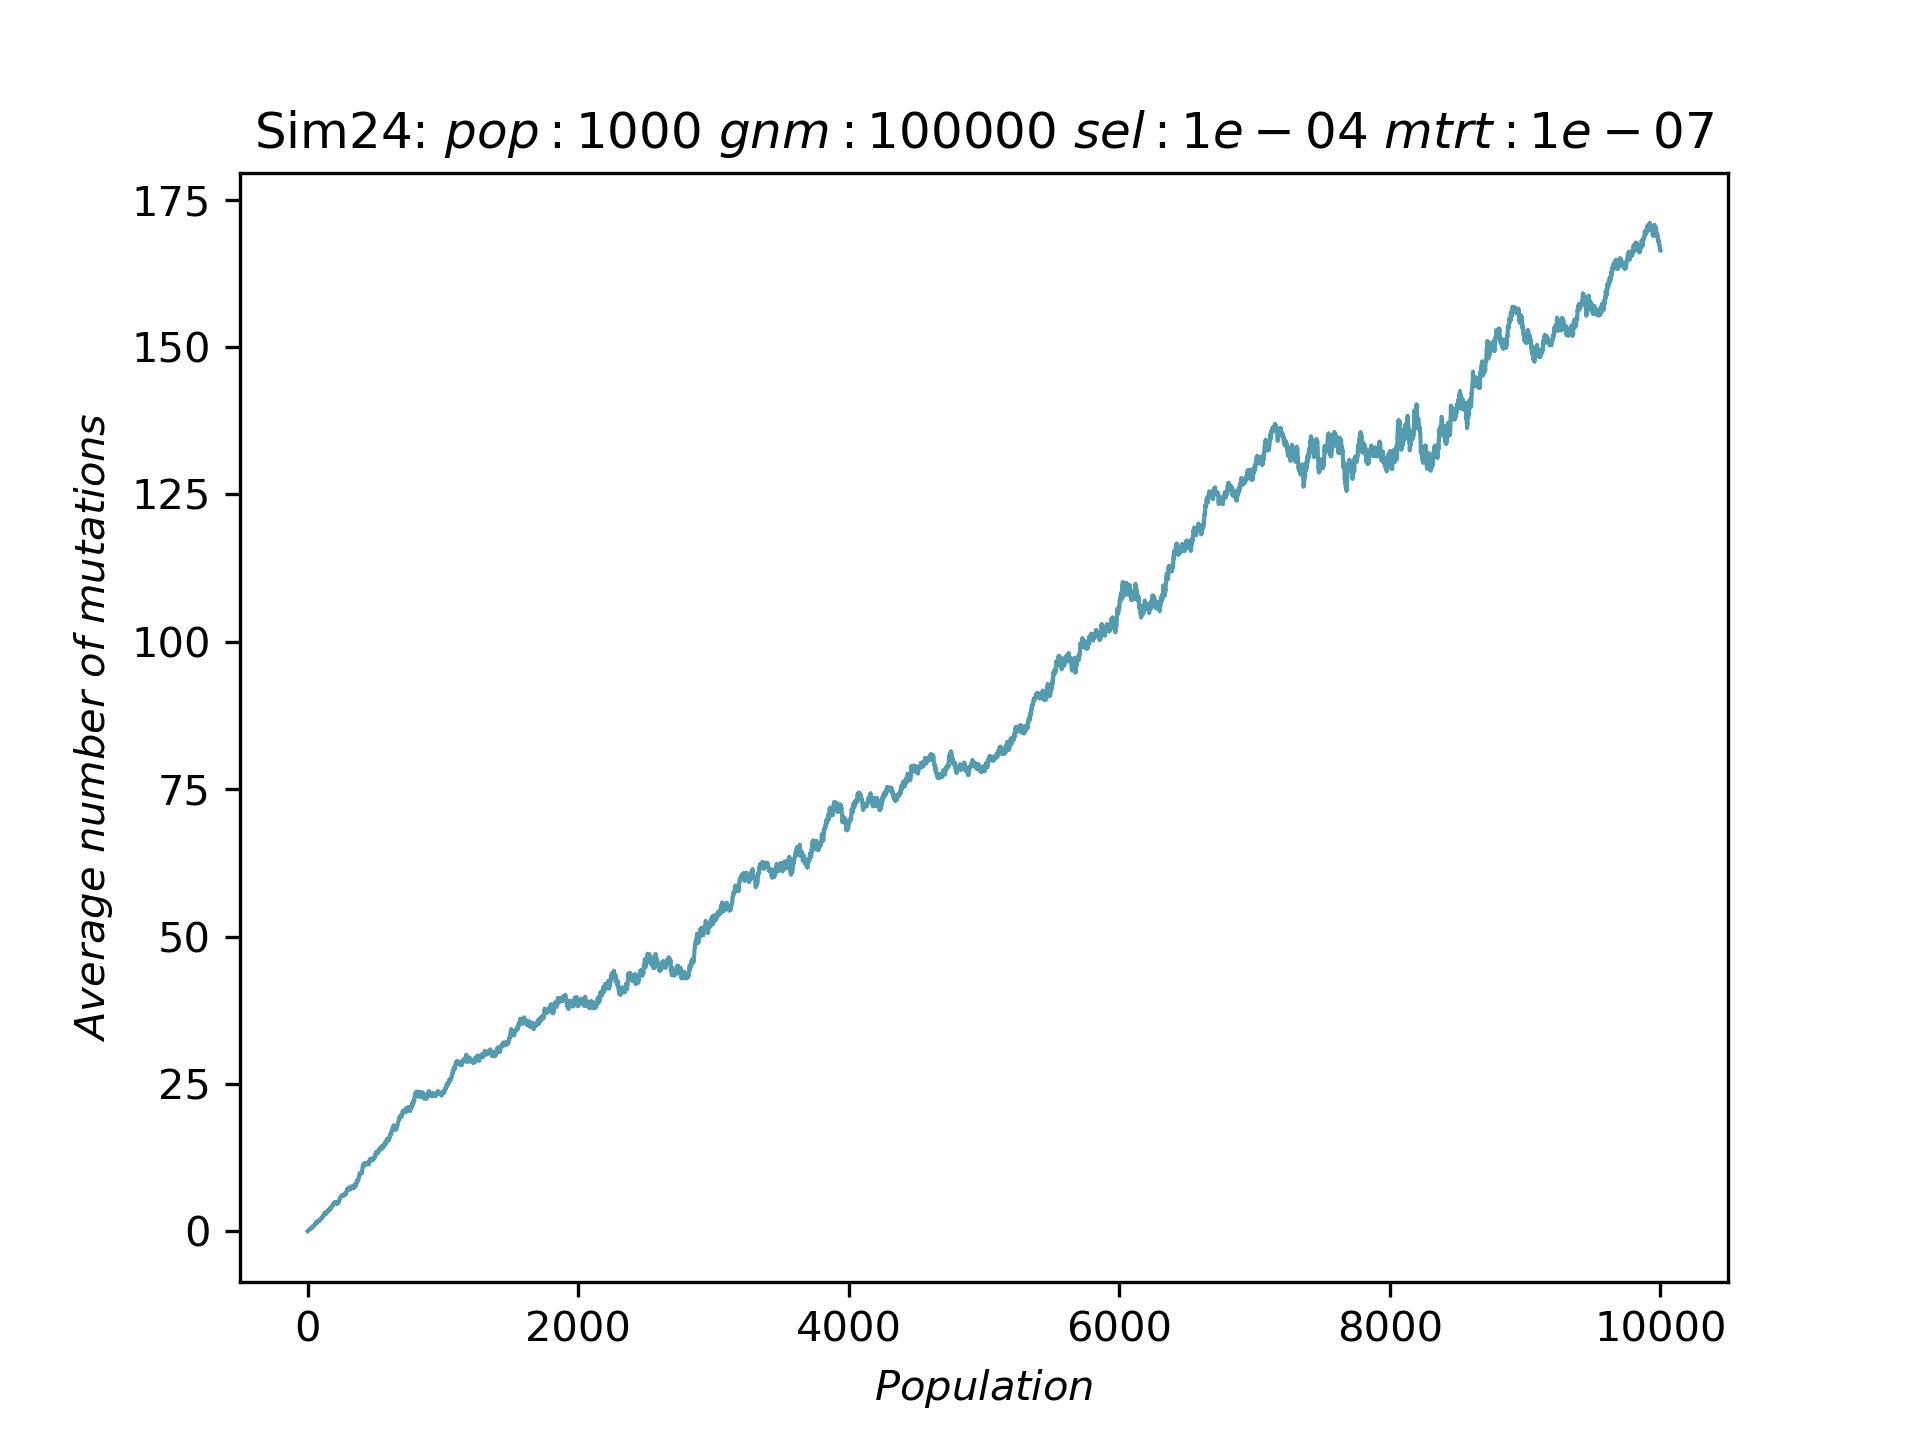 Sim24: pop : 1000 gnm : 100000 sel : 1e − 04 mtrt : 1e − 07
175
150
125
100
75
50
25
0
Average number of mutations
0 2000 4000 6000 8000 10000
Population